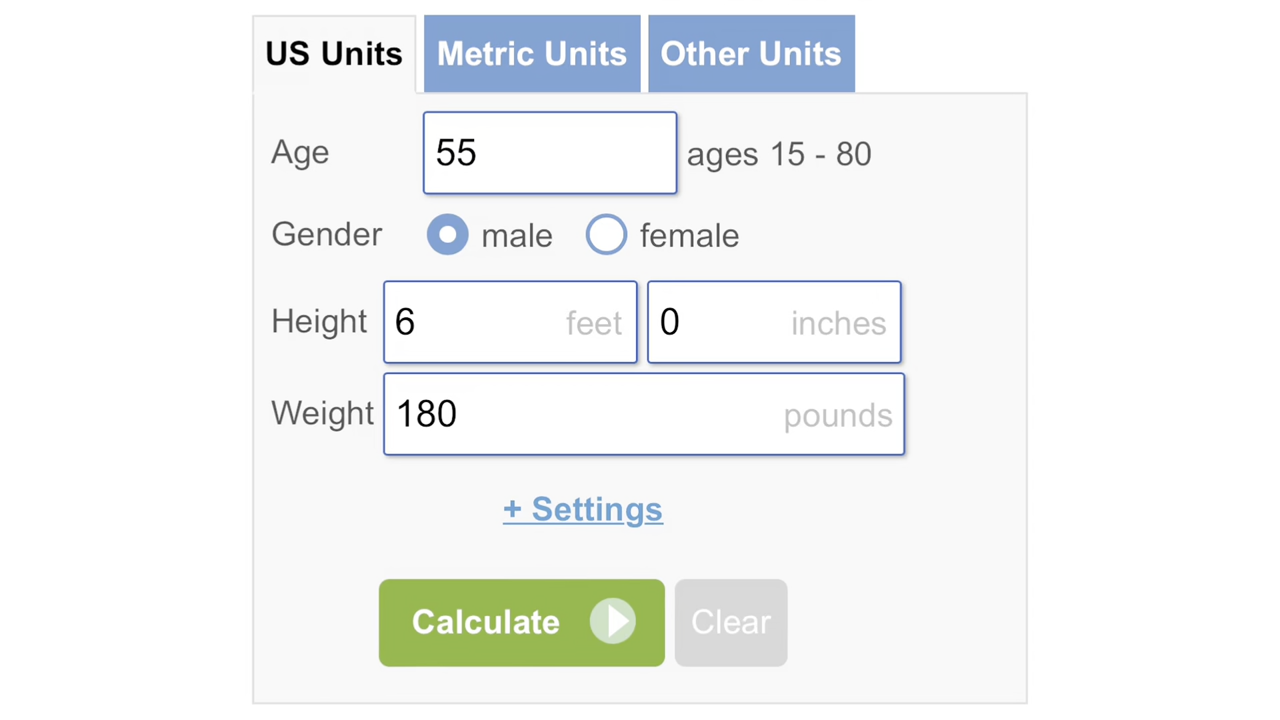 US Units Metric Units Other Units
Age 55 ages 15 - 80
Gender male female
Height 6 feet 0 inches
Weight 180 pounds
+ Settings
Calculate Clear